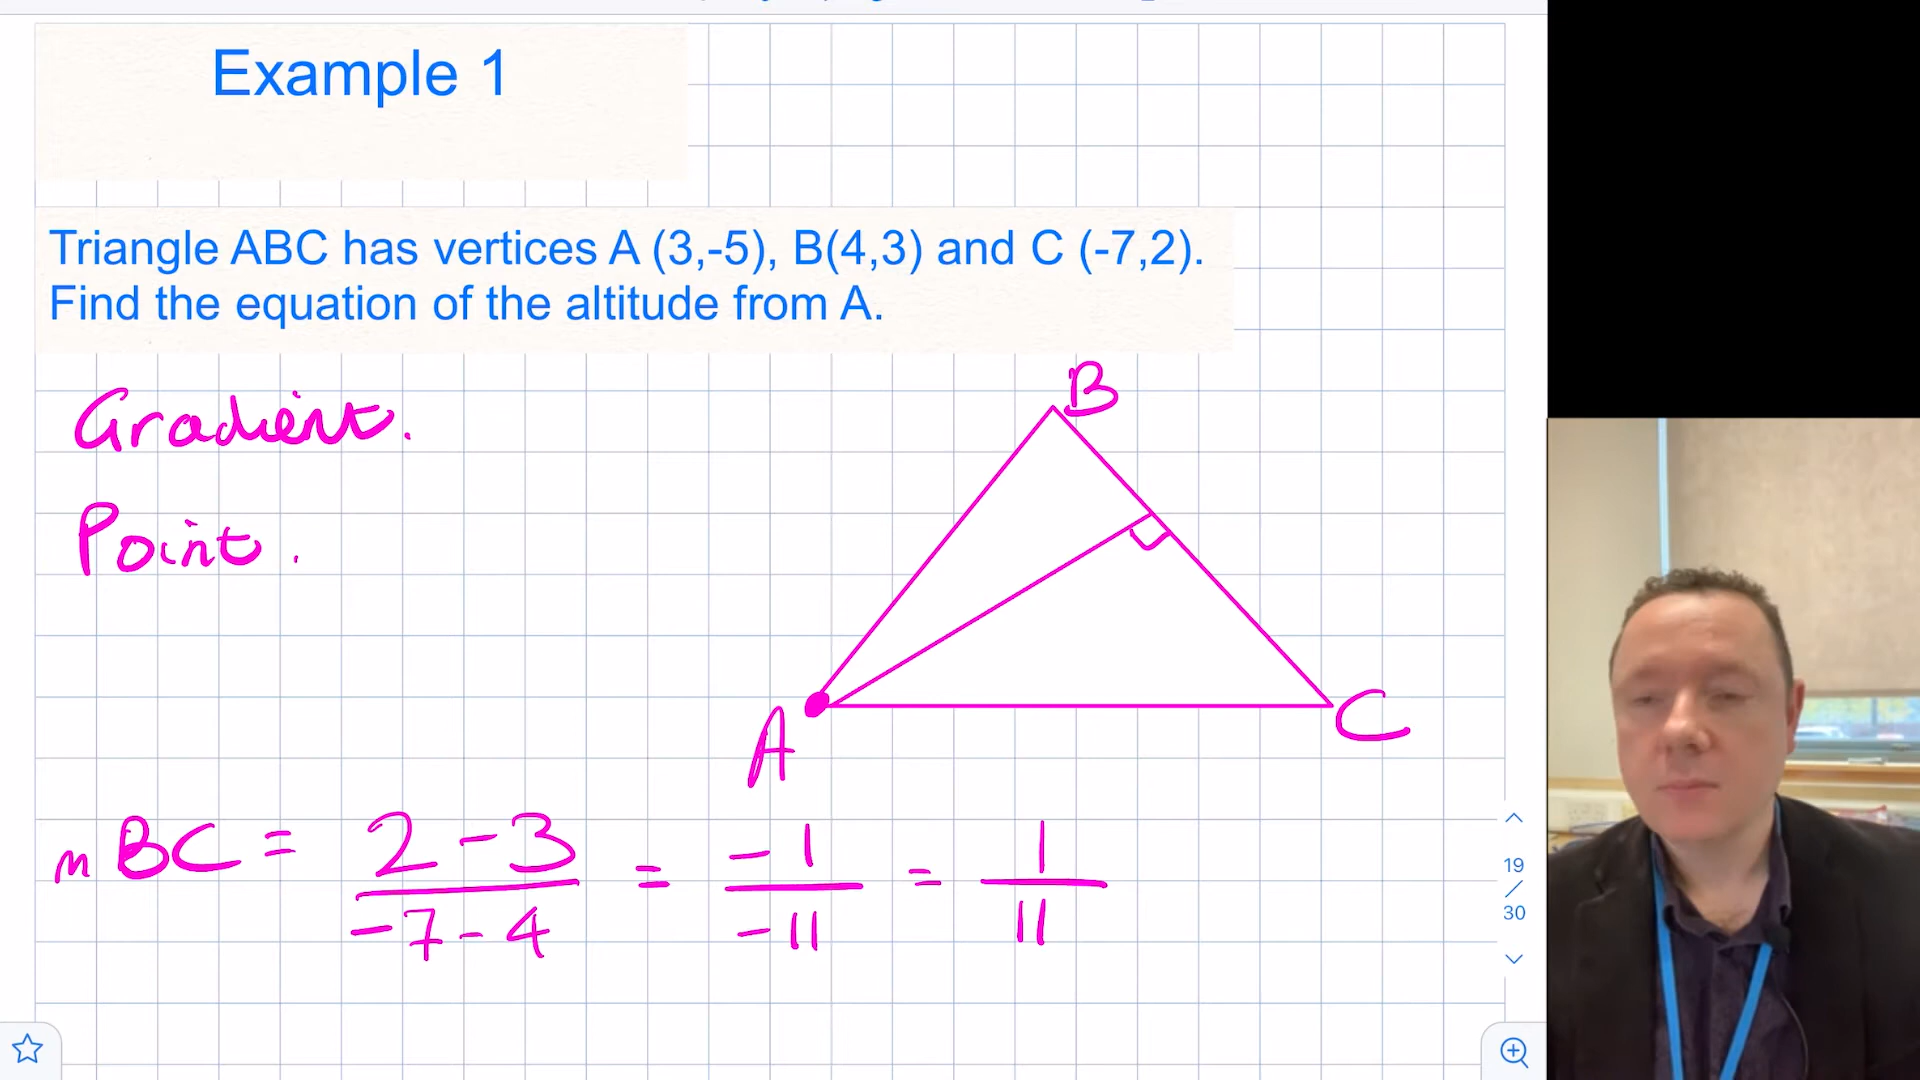 Example 1
Triangle ABC has vertices A (3,-5), B(4,3) and C (-7,2).
Find the equation of the altitude from A.
Gradient.
Point.
B
A
C
mBC = 2-3/-7-4 = -1/-11 = 1/11
19
/
30